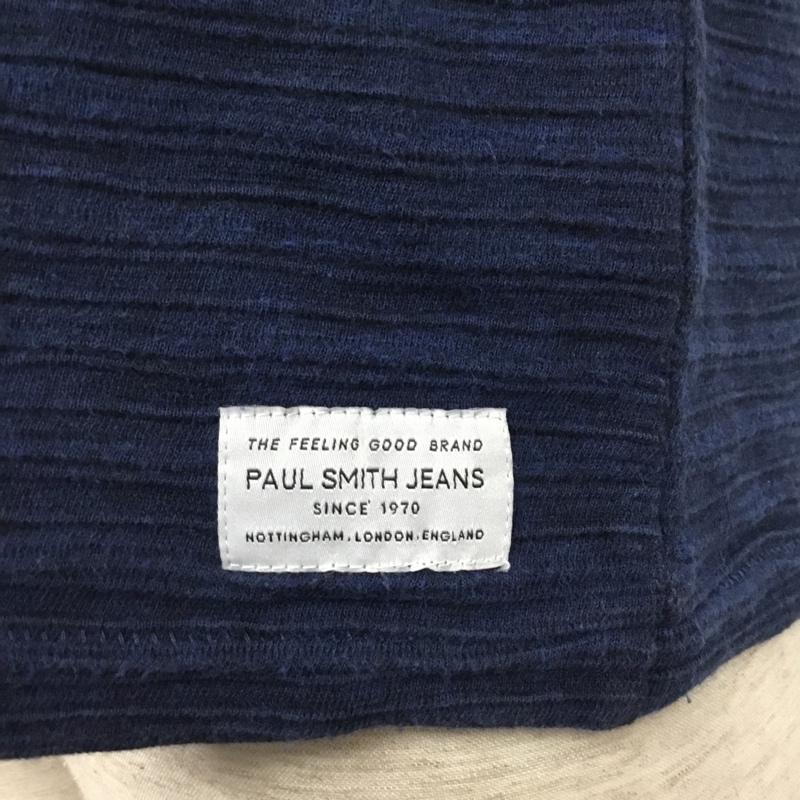 THE FEELING GOOD BRAND
PAUL SMITH JEANS
SINCE' 1970
NOTTINGHAM, LONDON, ENGLAND